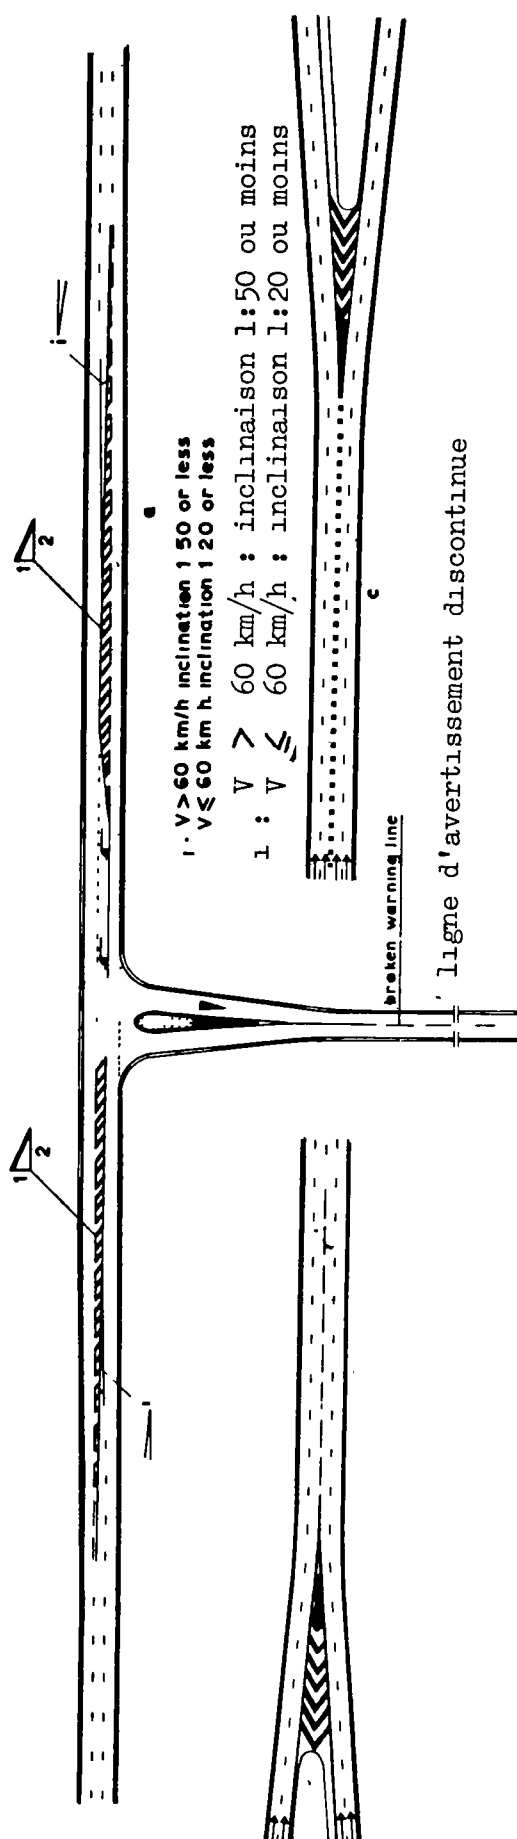 1
2
i
1
2
a
i . V > 60 km/h inclination 1 50 or less
V ≤ 60 km h. inclination 1 20 or less
i : V > 60 km/h : inclinaison 1:50 ou moins
V ≤ 60 km/h : inclinaison 1:20 ou moins
c
broken warning line
ligne d'avertissement discontinue